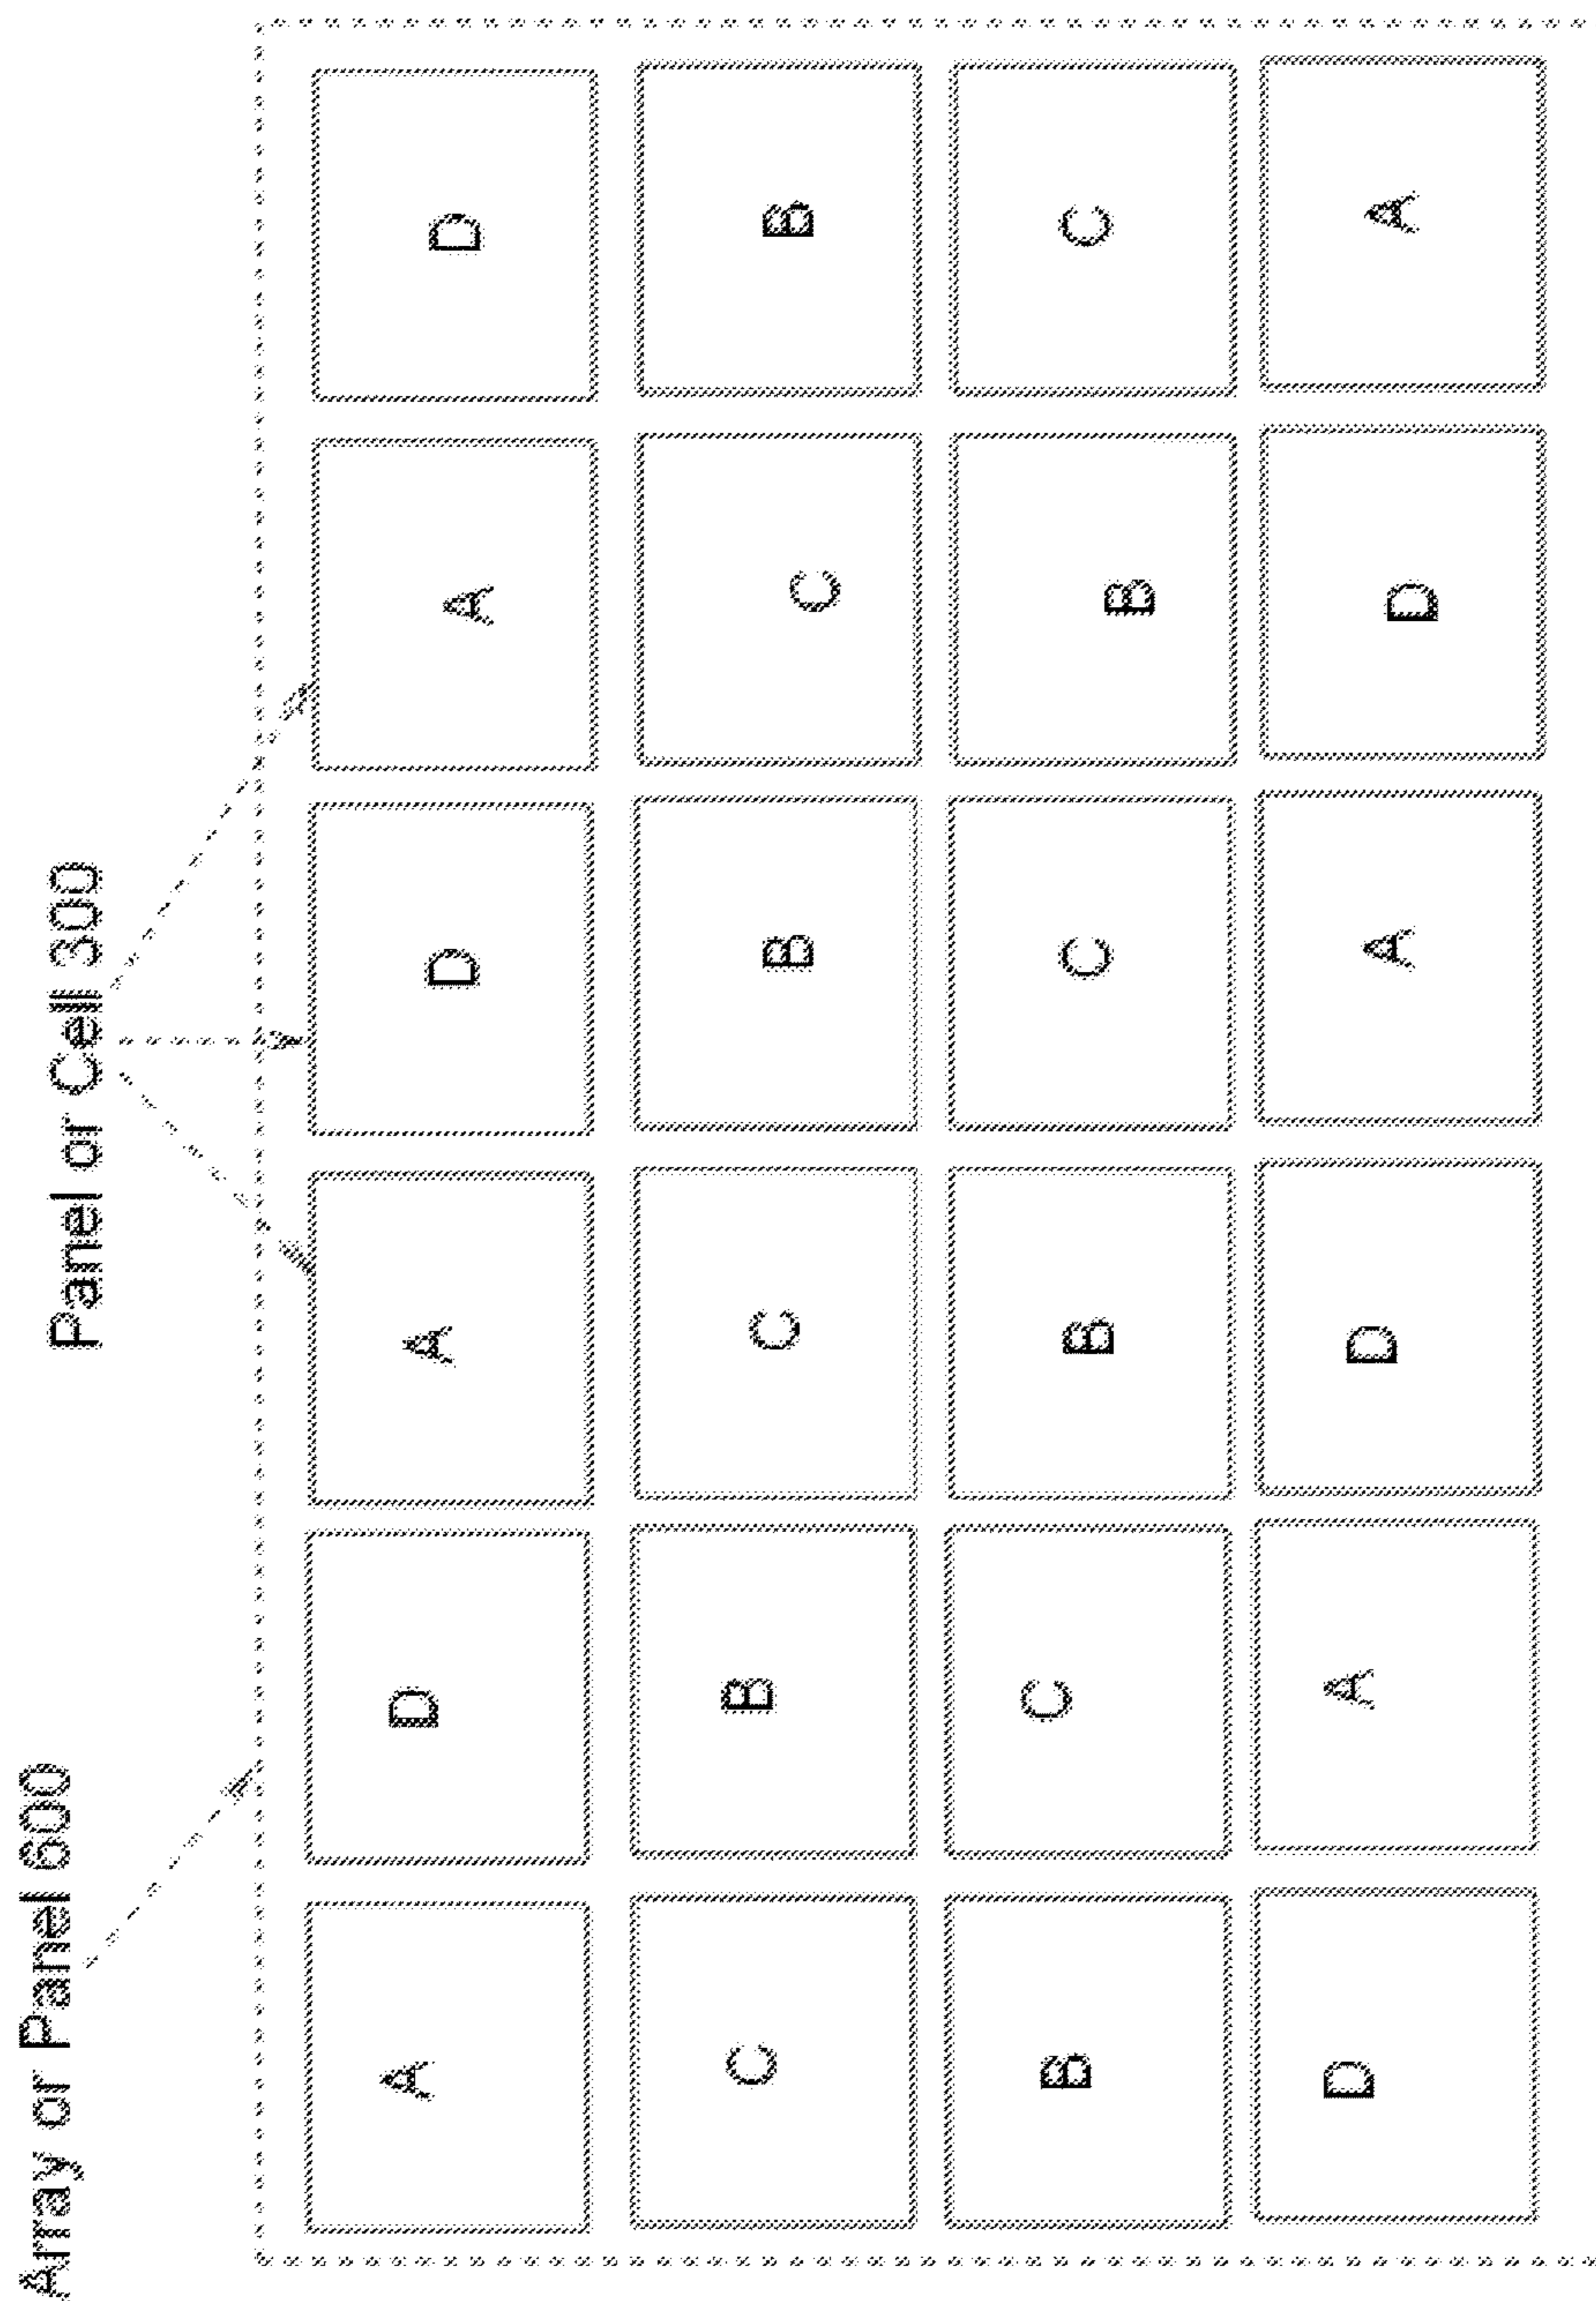 Array or Panel 600
Panel or Cell 300
A D A D A D
C B C B C B
B C B C B C
D A D A D A